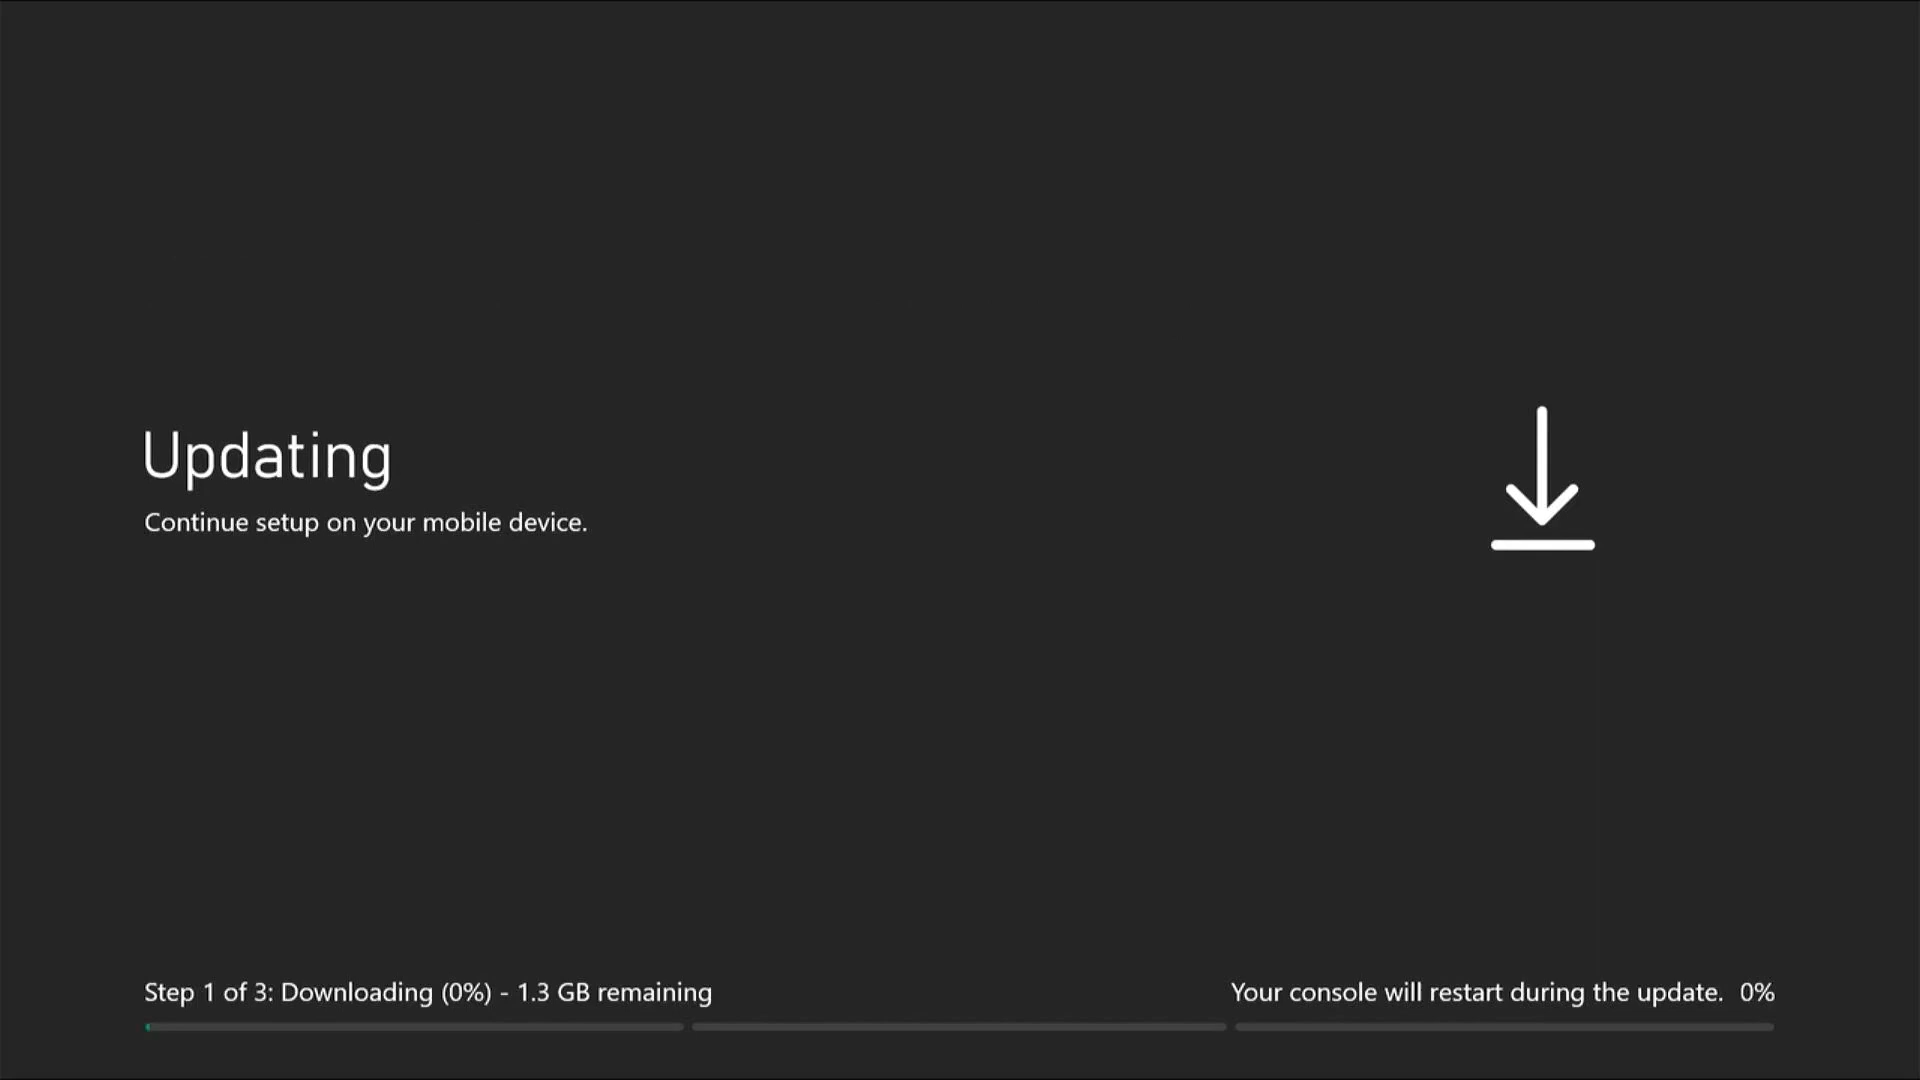 Updating
Continue setup on your mobile device.
Step 1 of 3: Downloading (0%) - 1.3 GB remaining
Your console will restart during the update. 0%